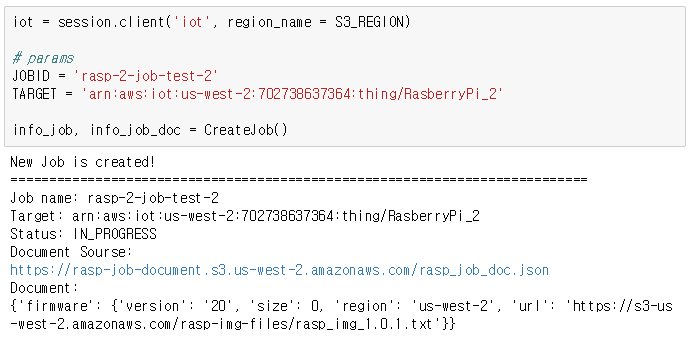 iot = session.client('iot', region_name = S3_REGION)
# params
JOBID = 'rasp-2-job-test-2'
TARGET = 'arn:aws:iot:us-west-2:702738637364:thing/RasberryPi_2'
info_job, info_job_doc = CreateJob()
New Job is created!
===========================================================================
Job name: rasp-2-job-test-2
Target: arn:aws:iot:us-west-2:702738637364:thing/RasberryPi_2
Status: IN_PROGRESS
Document Sourse:
https://rasp-job-document.s3.us-west-2.amazonaws.com/rasp_job_doc.json
Document:
{'firmware': {'version': '20', 'size': 0, 'region': 'us-west-2', 'url': 'https://s3-us
-west-2.amazonaws.com/rasp-img-files/rasp_img_1.0.1.txt'}}